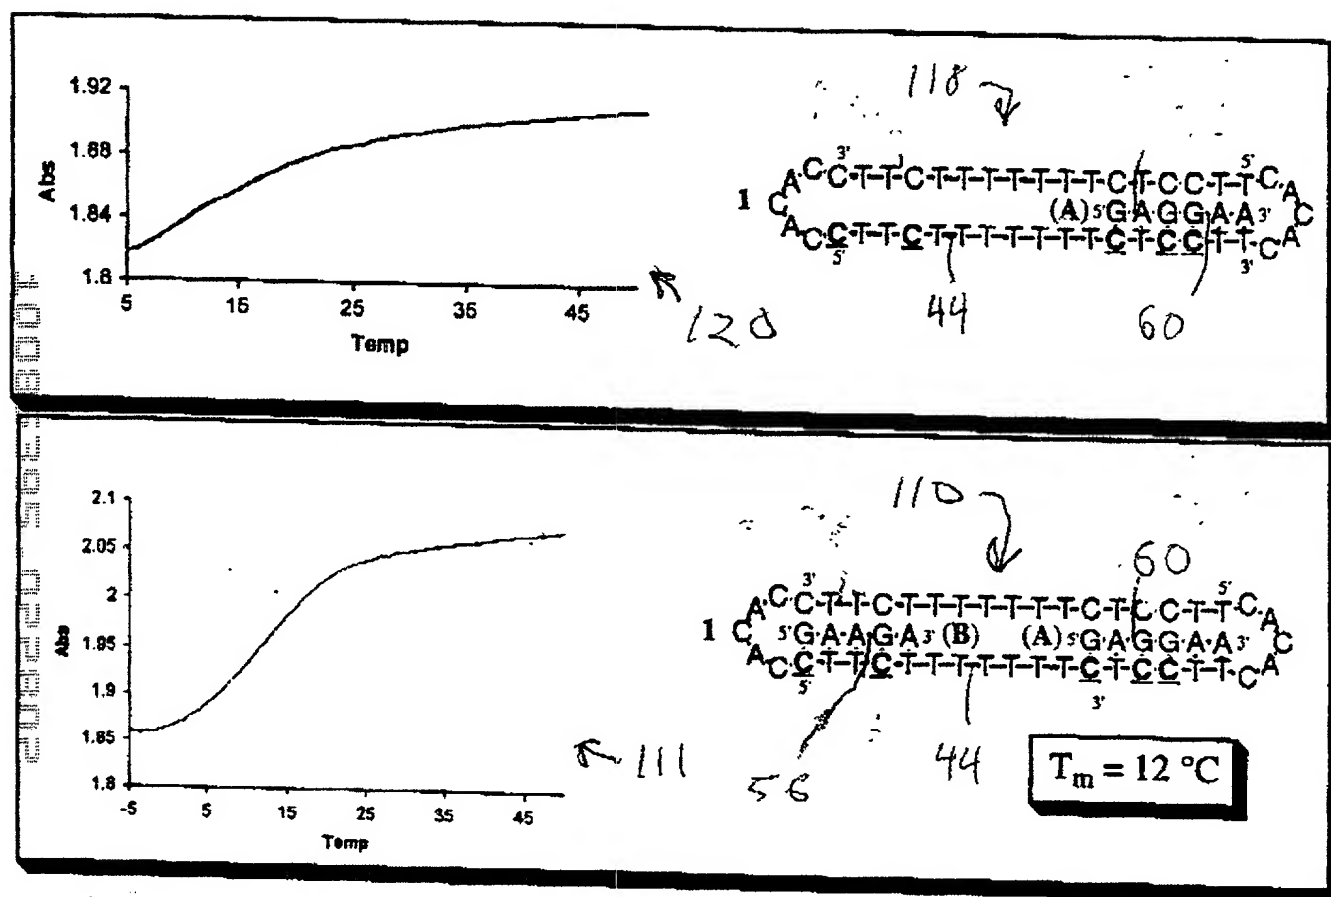 1.92
1.88
1.84
1.8
Abs
5 15 25 35 45
Temp
118
120
3' 5'
A C C-T-T-C-T-T-T-T-T-T-T-C-T-C-C-T-T C A
1 C (A) 5' G A G G A A 3' C
A C C-T-T-C-T-T-T-T-T-T-T-C-T-C-C-T-T C A
5' 3'
44 60
2.1
2.05
2
1.95
1.9
1.85
1.8
Abs
-5 5 15 25 35 45
Temp
110
111
60
3' 5'
A C C-T-T-C-T-T-T-T-T-T-T-C-T-C-C-T-T C A
1 C 5' G-A-A-G-A 3' (B) (A) 5' G-A-G-G-A-A 3' C
A C C-T-T-C-T-T-T-T-T-T-T-C-T-C-C-T-T C A
5' 3'
56 44
Tm = 12 °C